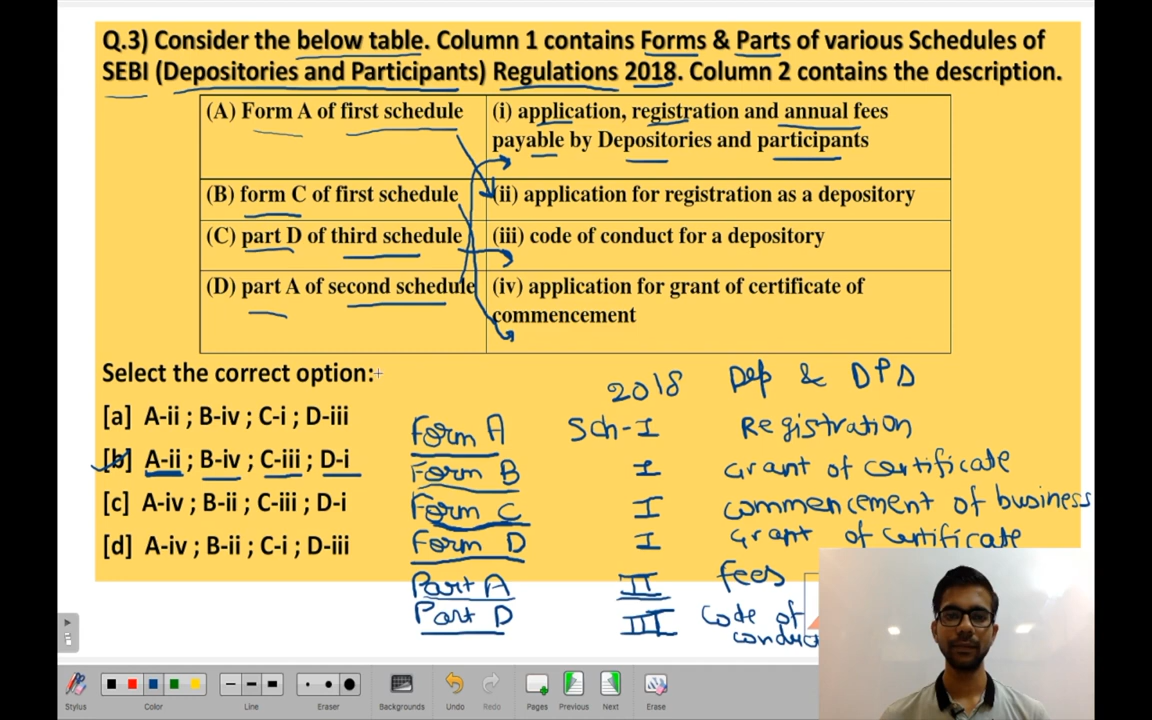 Q.3) Consider the below table. Column 1 contains Forms & Parts of various Schedules of
SEBI (Depositories and Participants) Regulations 2018. Column 2 contains the description.
(A) Form A of first schedule
(i) application, registration and annual fees
payable by Depositories and participants
(B) form C of first schedule
(ii) application for registration as a depository
(C) part D of third schedule
(iii) code of conduct for a depository
(D) part A of second schedule
(iv) application for grant of certificate of
commencement
Select the correct option:
[a] A-ii ; B-iv ; C-i ; D-iii
[b] A-ii ; B-iv ; C-iii ; D-i
[c] A-iv ; B-ii ; C-iii ; D-i
[d] A-iv ; B-ii ; C-i ; D-iii
2018 Dep & DPD
Form A Sch-I Registration
Form B I Grant of certificate
Form C I commencement of business
Form D I Grant of certificate
Part A II fees
Part D III Code of
Stylus
Color
Line
Eraser
Backgrounds
Undo
Redo
Pages
Previous
Next
Erase